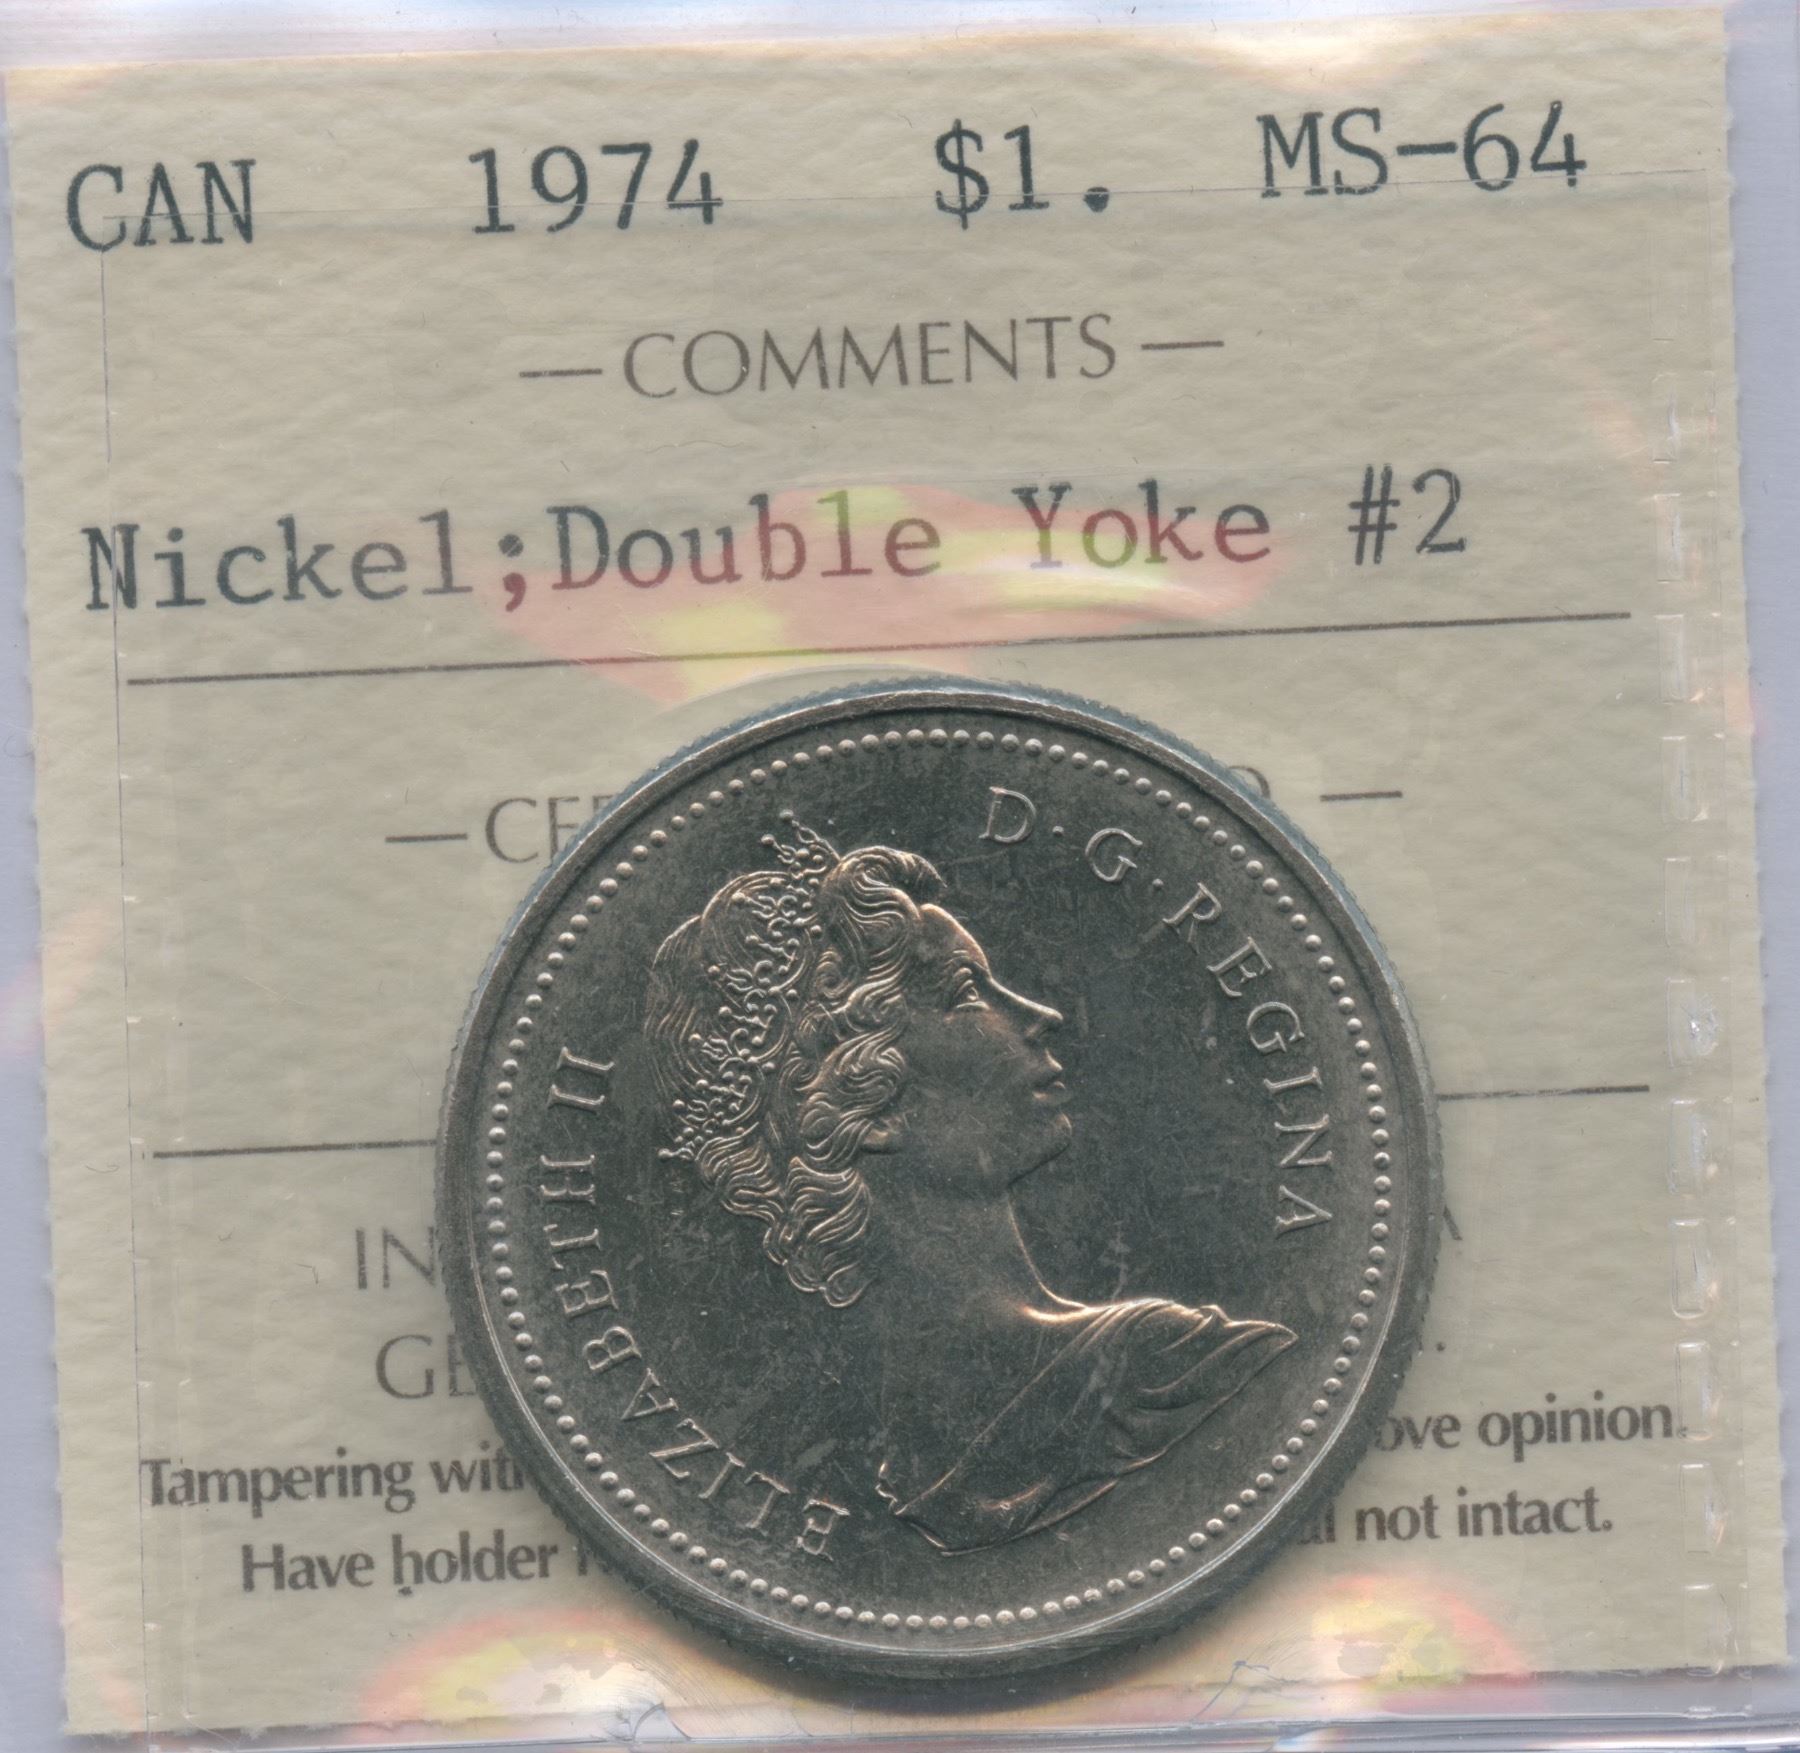 CAN 1974 $1. MS-64
— COMMENTS —
Nickel;Double Yoke #2
D·G·REGINA
ELIZABETH II
Tampering
ove opinion.
Have holder
not intact.